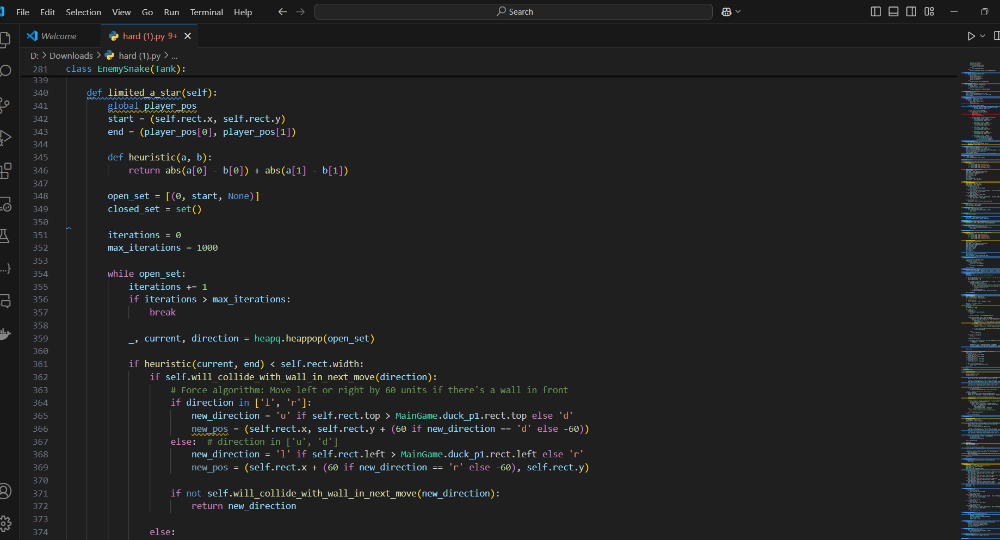 File Edit Selection View Go Run Terminal Help Search
Welcome hard (1).py 9+
D: > Downloads > hard (1).py > ...
281 class EnemySnake(Tank):
339
340 def limited_a_star(self):
341 global player_pos
342 start = (self.rect.x, self.rect.y)
343 end = (player_pos[0], player_pos[1])
344
345 def heuristic(a, b):
346 return abs(a[0] - b[0]) + abs(a[1] - b[1])
347
348 open_set = [(0, start, None)]
349 closed_set = set()
350
351 iterations = 0
352 max_iterations = 1000
353
354 while open_set:
355 iterations += 1
356 if iterations > max_iterations:
357 break
358
359 _, current, direction = heapq.heappop(open_set)
360
361 if heuristic(current, end) < self.rect.width:
362 if self.will_collide_with_wall_in_next_move(direction):
363 # Force algorithm: Move left or right by 60 units if there's a wall in front
364 if direction in ['l', 'r']:
365 new_direction = 'u' if self.rect.top > MainGame.duck_p1.rect.top else 'd'
366 new_pos = (self.rect.x, self.rect.y + (60 if new_direction == 'd' else -60))
367 else: # direction in ['u', 'd']
368 new_direction = 'l' if self.rect.left > MainGame.duck_p1.rect.left else 'r'
369 new_pos = (self.rect.x + (60 if new_direction == 'r' else -60), self.rect.y)
370
371 if not self.will_collide_with_wall_in_next_move(new_direction):
372 return new_direction
373
374 else: